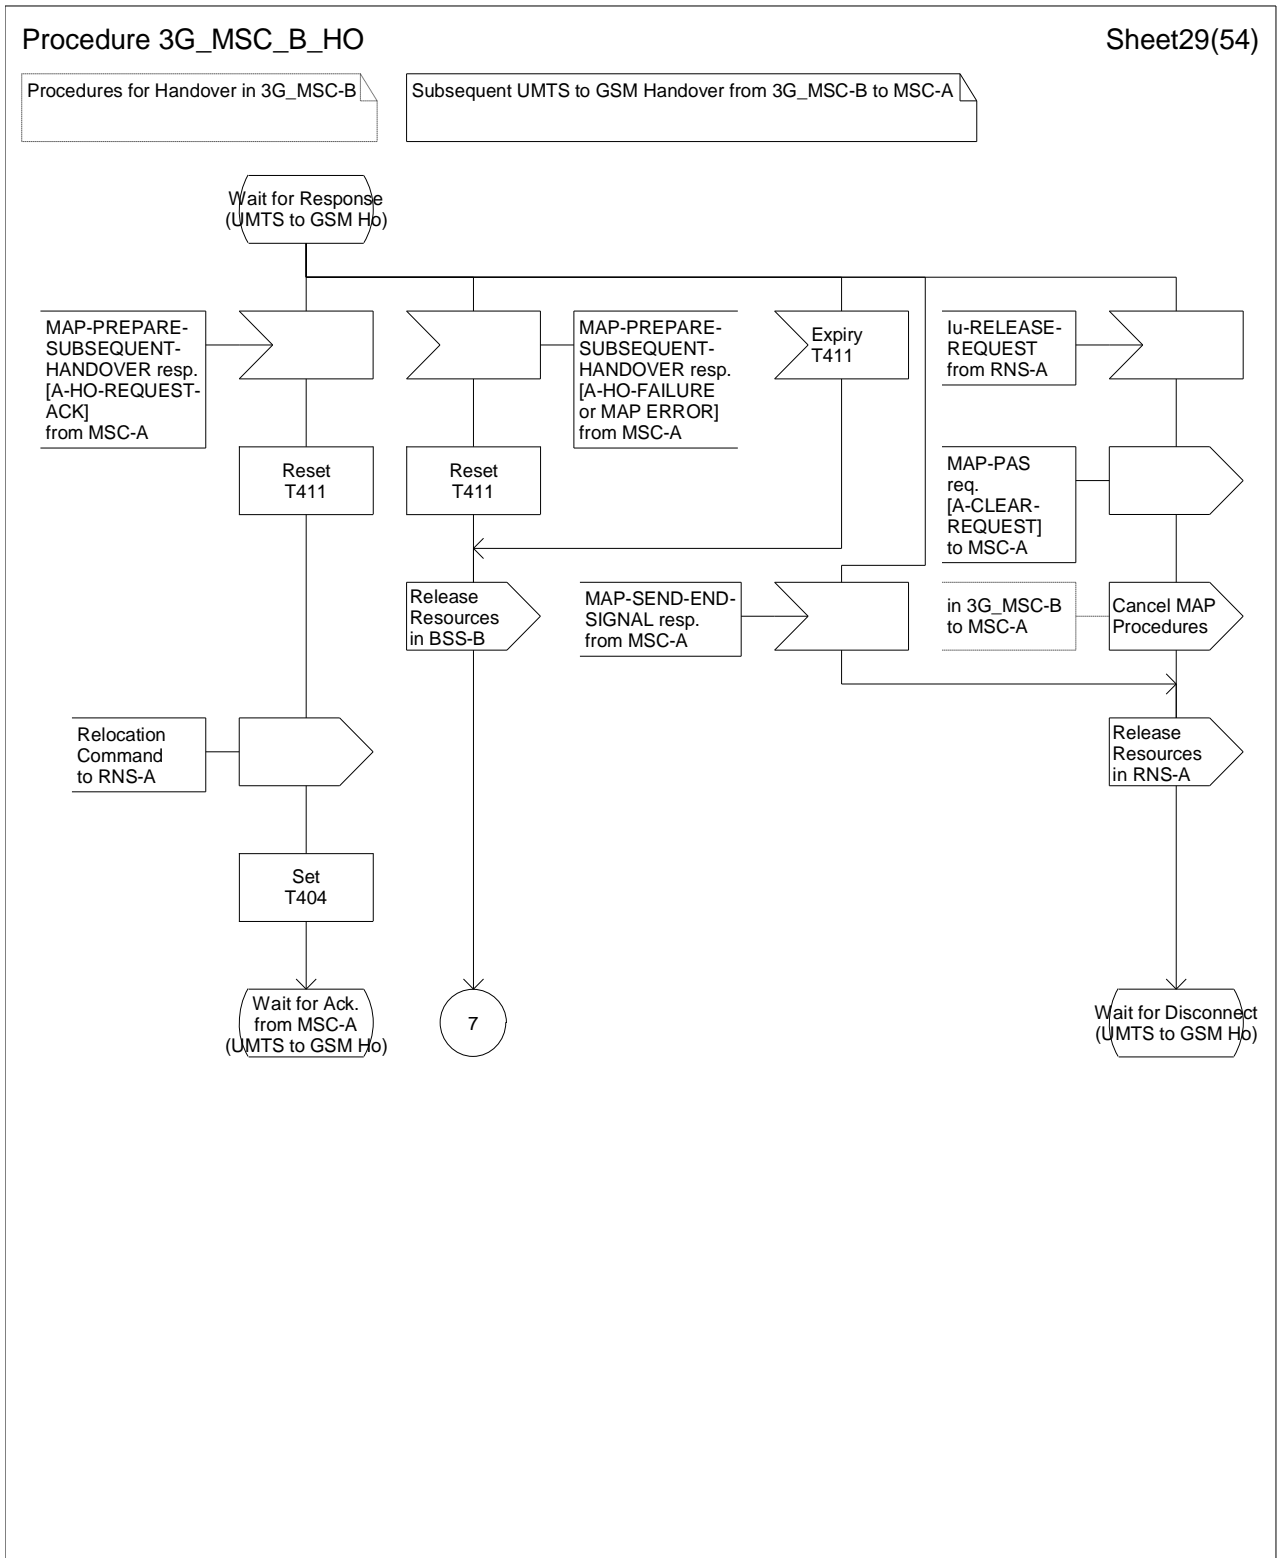 Procedure 3G_MSC_B_HO
Sheet29(54)
Procedures for Handover in 3G_MSC-B
Subsequent UMTS to GSM Handover from 3G_MSC-B to MSC-A
Wait for Response
(UMTS to GSM Ho)
MAP-PREPARE-
SUBSEQUENT-
HANDOVER resp.
[A-HO-REQUEST-
ACK]
from MSC-A
MAP-PREPARE-
SUBSEQUENT-
HANDOVER resp.
[A-HO-FAILURE
or MAP ERROR]
from MSC-A
Expiry
T411
Iu-RELEASE-
REQUEST
from RNS-A
Reset
T411
Reset
T411
MAP-PAS
req.
[A-CLEAR-
REQUEST]
to MSC-A
Release
Resources
in BSS-B
MAP-SEND-END-
SIGNAL resp.
from MSC-A
in 3G_MSC-B
to MSC-A
Cancel MAP
Procedures
Relocation
Command
to RNS-A
Release
Resources
in RNS-A
Set
T404
Wait for Ack.
from MSC-A
(UMTS to GSM Ho)
7
Wait for Disconnect
(UMTS to GSM Ho)